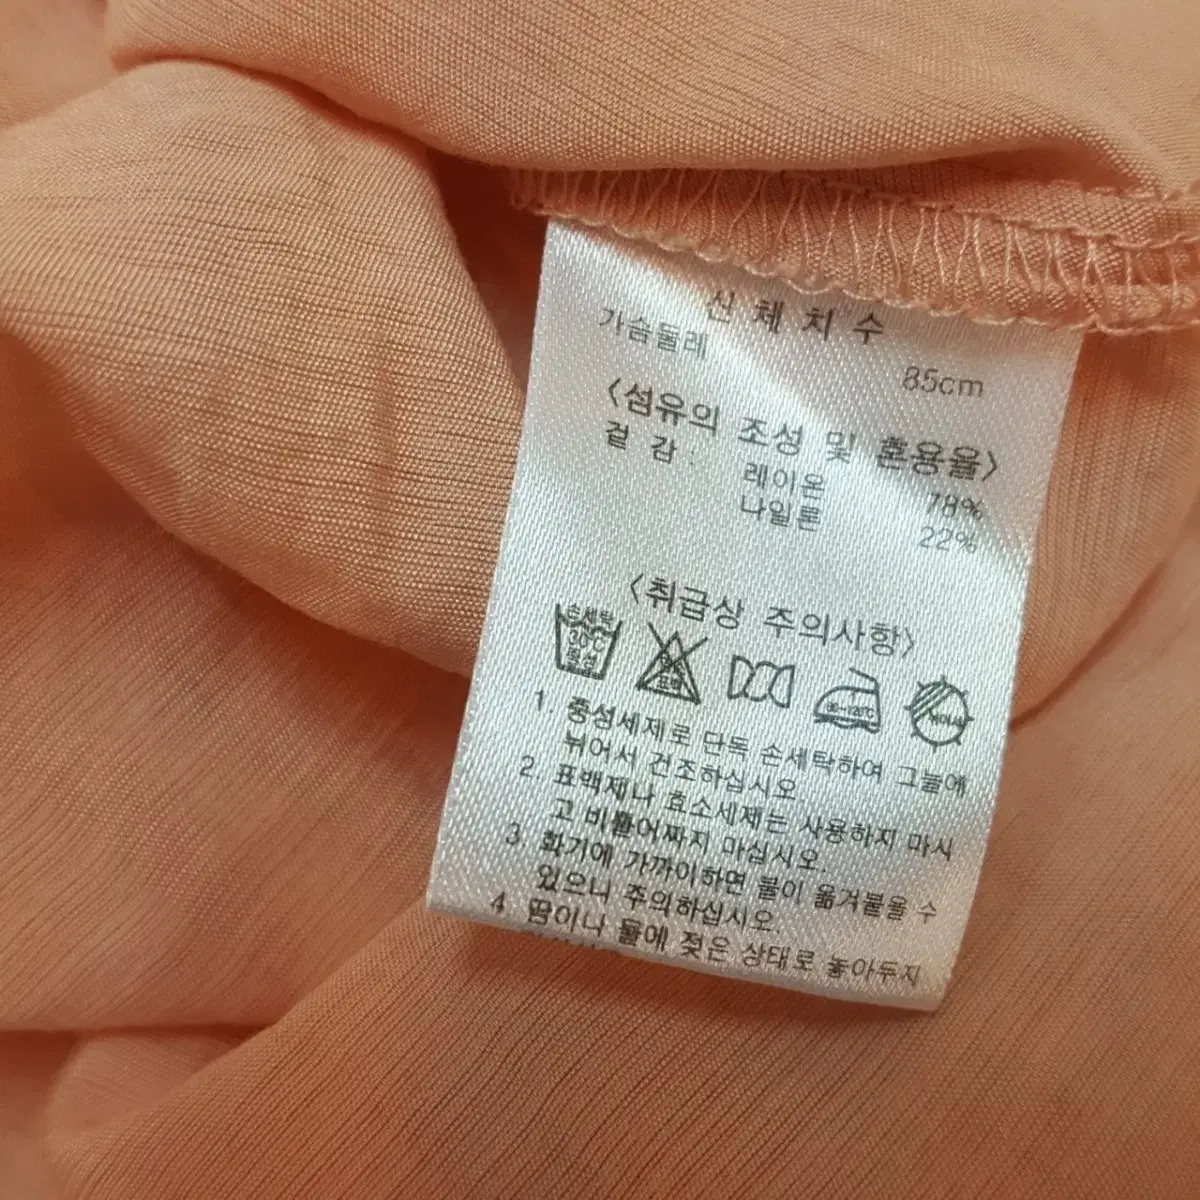 신체치수
가슴둘레 85cm
<섬유의 조성 및 혼용율>
겉 감 : 레이온 78%
나일론 22%
<취급상 주의사항>
손세탁
30℃
중성
1. 중성세제로 단독 손세탁하여 그늘에
뉘어서 건조하십시오.
2. 표백제나 효소세제는 사용하지 마시
고 비틀어짜지 마십시오.
3. 화기에 가까이하면 불이 옮겨붙을 수
있으니 주의하십시오.
4 땀이나 물에 젖은 상태로 놓아두지